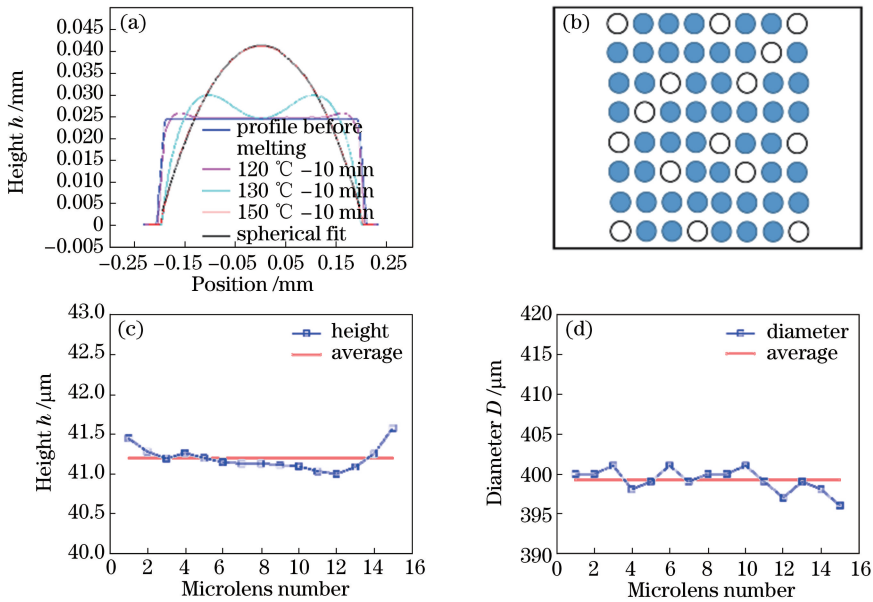 (a)
0.045
0.040
0.035
0.030
0.025
0.020
0.015
0.010
0.005
0
−0.005
Height h /mm
profile before
melting
120 ℃ −10 min
130 ℃ −10 min
150 ℃ −10 min
spherical fit
−0.25 −0.15 −0.05 0.05 0.15 0.25
Position /mm
(b)
(c)
43.0
42.5
42.0
41.5
41.0
40.5
40.0
Height h /μm
height
average
0 2 4 6 8 10 12 14 16
Microlens number
(d)
420
415
410
405
400
395
390
Diameter D /μm
diameter
average
0 2 4 6 8 10 12 14 16
Microlens number